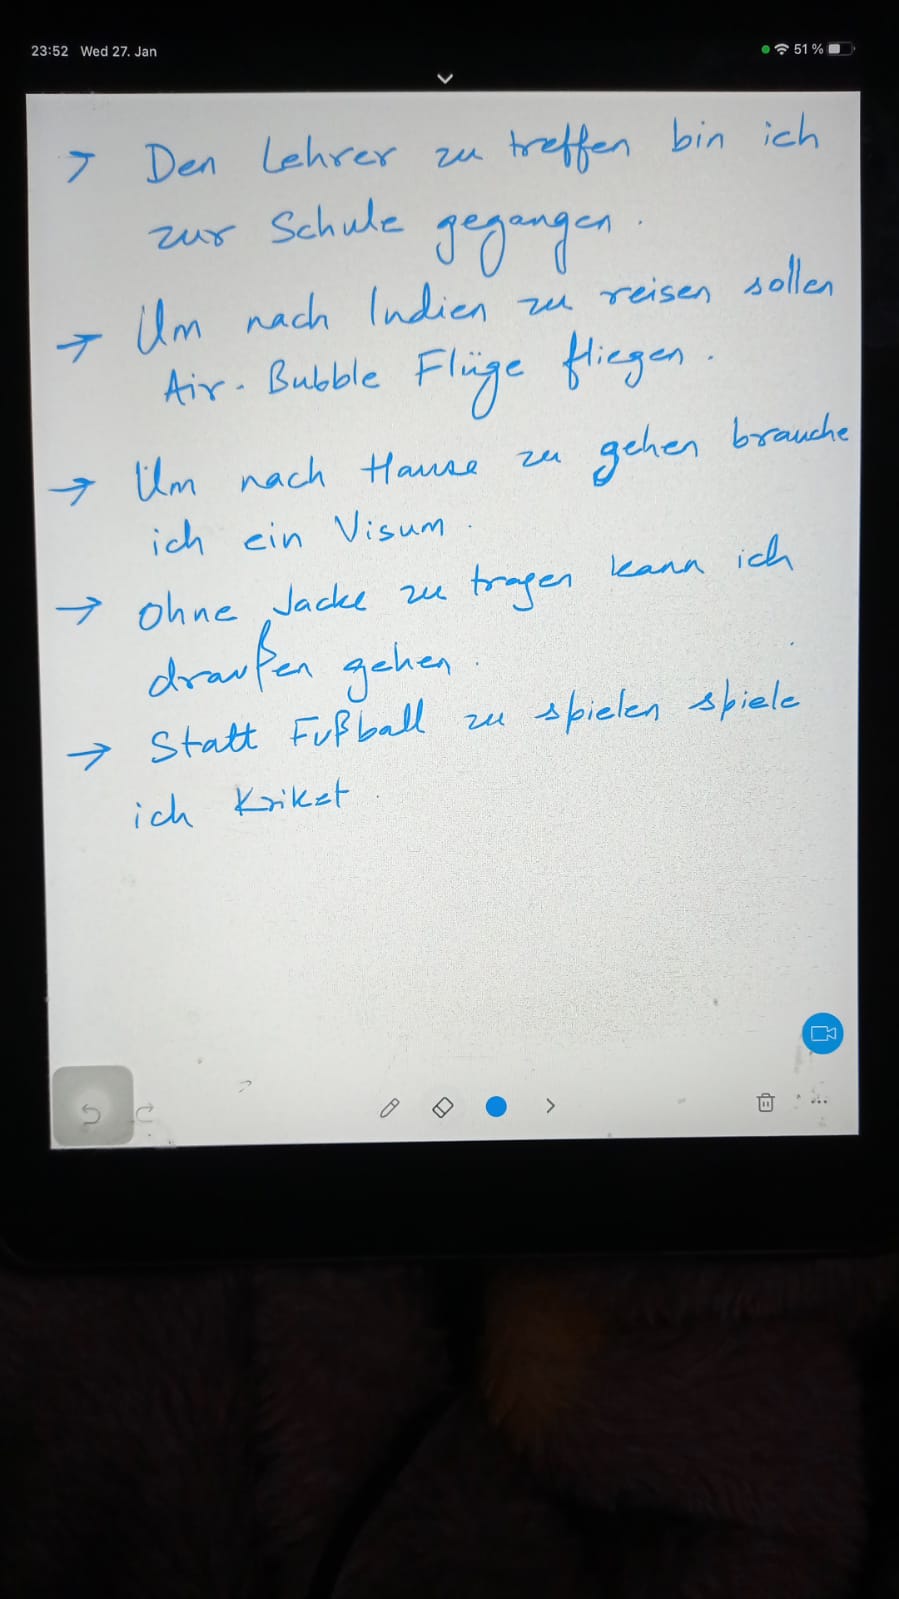 23:52 Wed 27. Jan 51 %
→ Den Lehrer zu treffen bin ich
zur Schule gegangen.
→ Um nach Indien zu reisen sollen
Air-Bubble Flüge fliegen.
→ Um nach Hause zu gehen brauche
ich ein Visum.
→ Ohne Jacke zu tragen kann ich
draußen gehen.
→ Statt Fußball zu spielen spiele
ich Kriket.